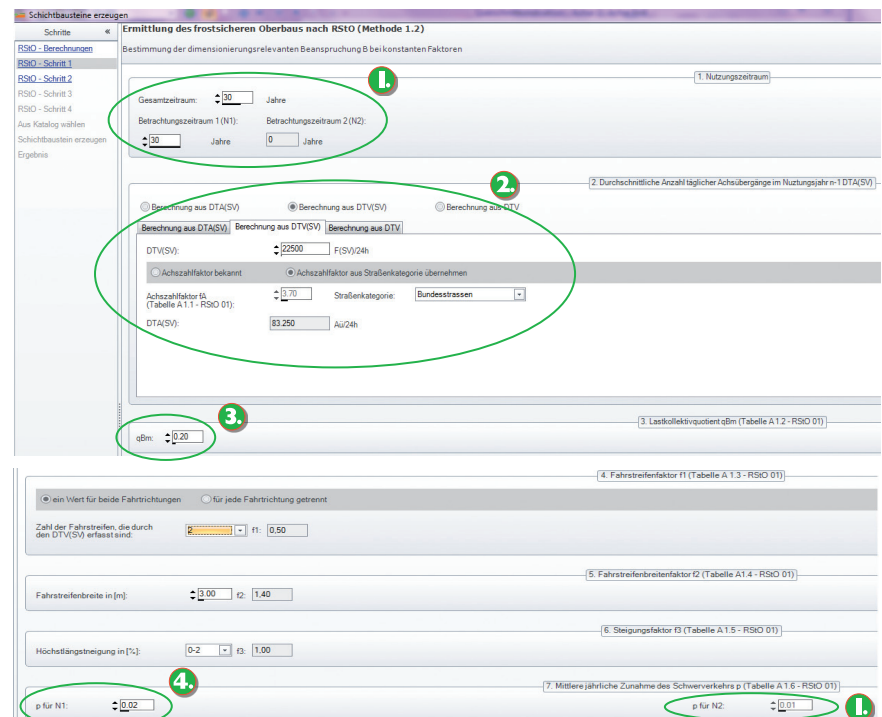 Schichtbausteine erzeugen
Schritte «
RStO - Berechnungen
RStO - Schritt 1
RStO - Schritt 2
RStO - Schritt 3
RStO - Schritt 4
Aus Katalog wählen
Schichtbaustein erzeugen
Ergebnis
Ermittlung des frostsicheren Oberbaus nach RStO (Methode 1.2)
Bestimmung der dimensionierungsrelevanten Beanspruchung B bei konstanten Faktoren
1.
1. Nutzungszeitraum
Gesamtzeitraum: 30 Jahre
Betrachtungszeitraum 1 (N1): Betrachtungszeitraum 2 (N2):
30 Jahre 0 Jahre
2.
2. Durchschnittliche Anzahl täglicher Achsübergänge im Nuztungsjahr n-1 DTA(SV)
Berechnung aus DTA(SV) Berechnung aus DTV(SV) Berechnung aus DTV
Berechnung aus DTA(SV) Berechnung aus DTV(SV) Berechnung aus DTV
DTV(SV): 22500 F(SV)/24h
Achszahlfaktor bekannt Achszahlfaktor aus Straßenkategorie übernehmen
Achszahlfaktor fA 3.70 Straßenkategorie: Bundesstrassen
(Tabelle A1.1 - RStO 01):
DTA(SV): 83.250 Aü/24h
3.
3. Lastkollektivquotient qBm (Tabelle A 1.2 - RStO 01)
qBm: 0.20
4. Fahrstreifenfaktor f1 (Tabelle A 1.3 - RStO 01)
ein Wert für beide Fahrtrichtungen für jede Fahrtrichtung getrennt
Zahl der Fahrstreifen, die durch
den DTV(SV) erfasst sind: 2 f1: 0,50
5. Fahrstreifenbreitenfaktor f2 (Tabelle A1.4 - RStO 01)
Fahrstreifenbreite in [m]: 3.00 f2: 1,40
6. Steigungsfaktor f3 (Tabelle A 1.5 - RStO 01)
Höchstlängstneigung in [%]: 0-2 f3: 1.00
4.
7. Mittlere jährliche Zunahme des Schwerverkehrs p (Tabelle A 1.6 - RStO 01)
p für N1: 0.02 p für N2: 0.01
1.